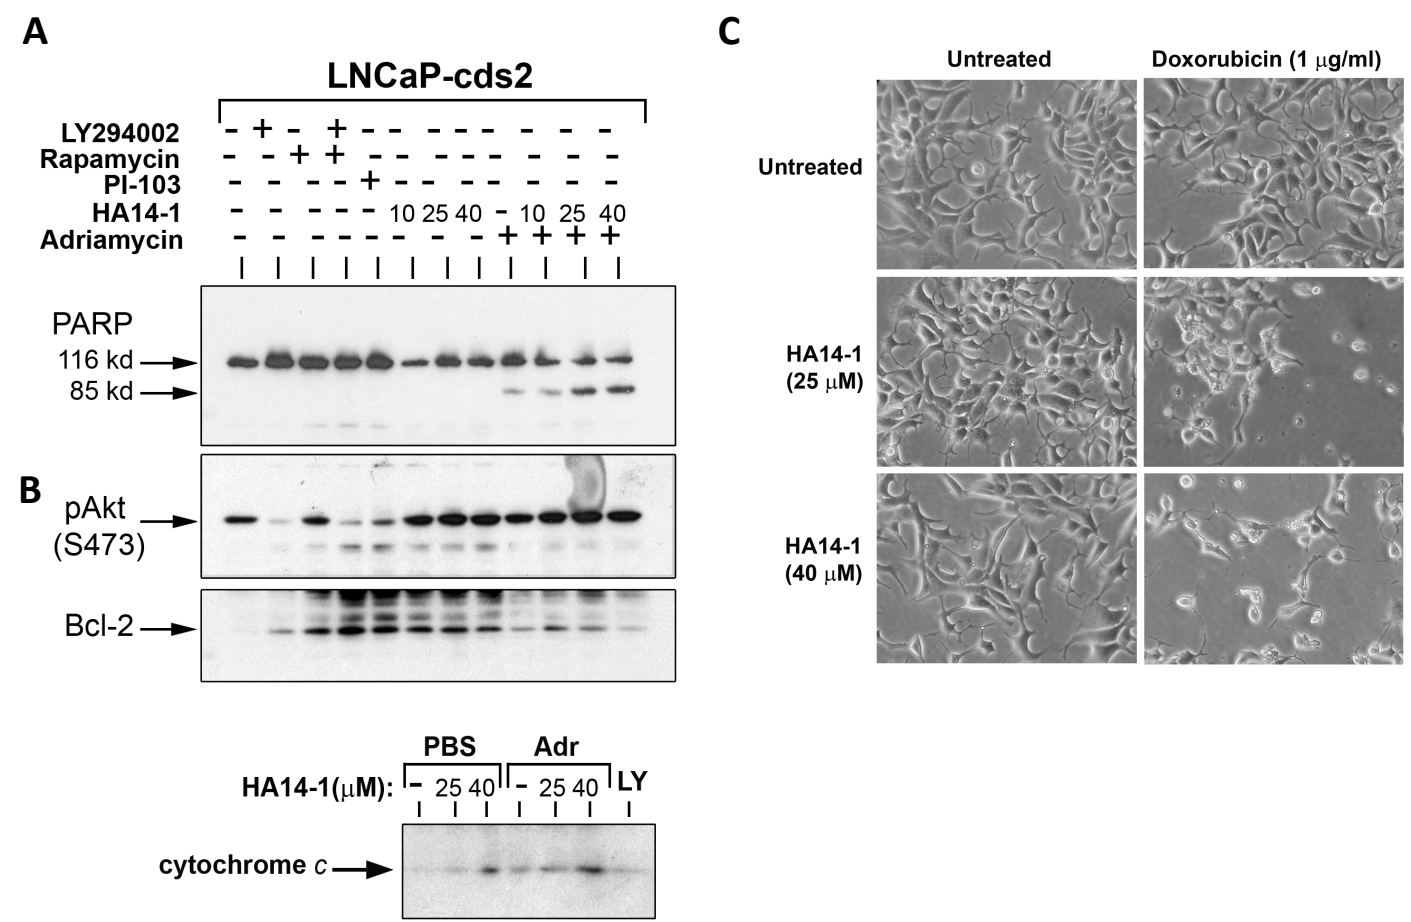 A
LNCaP-cds2
LY294002 – + – + – – – – – – – –
Rapamycin – – + + – – – – – – – –
PI-103 – – – – + – – – – – – –
HA14-1 – – – – – 10 25 40 – 10 25 40
Adriamycin – – – – – – – – + + + +
PARP
116 kd
85 kd
B
pAkt
(S473)
Bcl-2
PBS Adr
HA14-1(μM): – 25 40 – 25 40 LY
cytochrome c
C
Untreated Doxorubicin (1 μg/ml)
Untreated
HA14-1
(25 μM)
HA14-1
(40 μM)